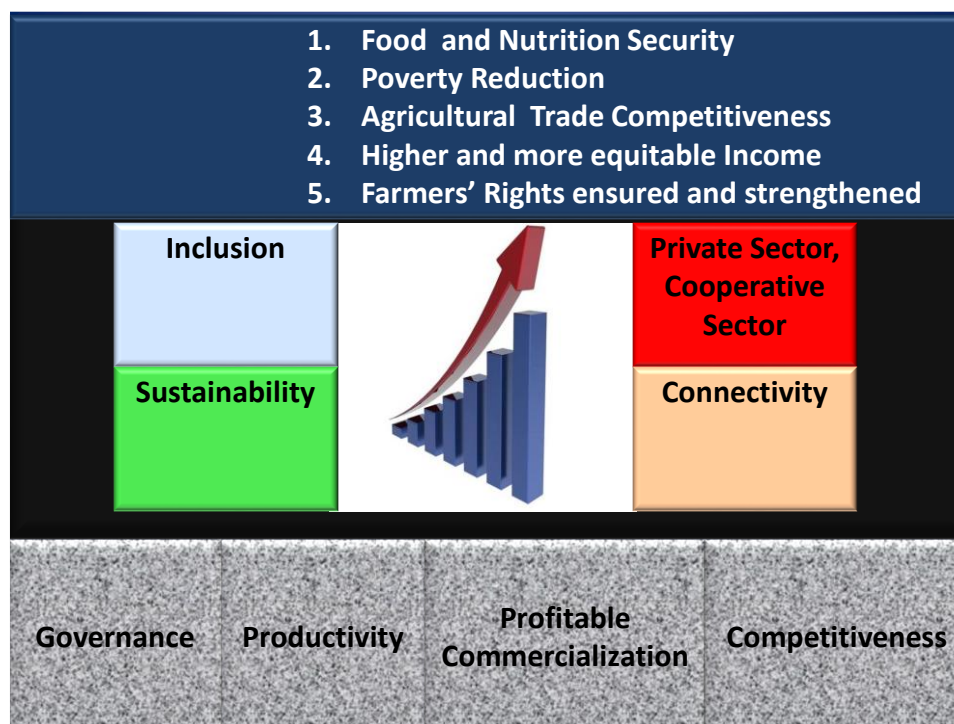 1. Food and Nutrition Security
2. Poverty Reduction
3. Agricultural Trade Competitiveness
4. Higher and more equitable Income
5. Farmers’ Rights ensured and strengthened
Inclusion
Private Sector,
Cooperative
Sector
Sustainability
Connectivity
Governance
Productivity
Profitable
Commercialization
Competitiveness